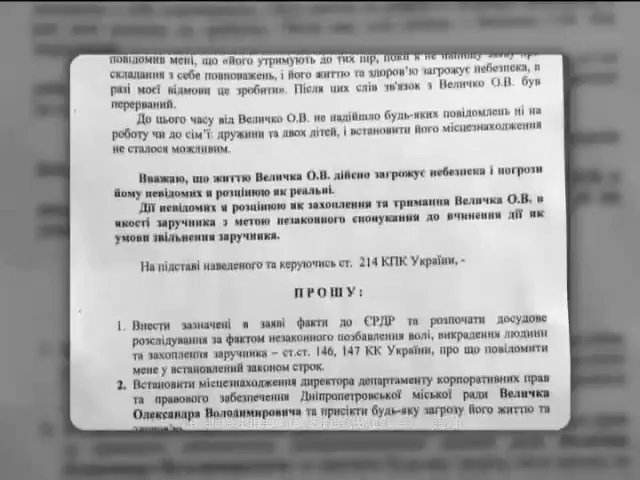 повідомив мені, що «його утримують до тих пір, поки я не напишу заяву про
складання з себе повноважень, і його життю та здоров'ю загрожує небезпека, в
разі моєї відмови це зробити». Після цих слів зв'язок з Величко О.В. був
перерваний.
До цього часу від Величко О.В. не надійшло будь-яких повідомлень ні на
роботу чи до сім'ї: дружини та двох дітей, і встановити його місцезнаходження
не сталося можливим.
Вважаю, що життю Величка О.В. дійсно загрожує небезпека і погрози
йому невідомих я розцінюю як реальні.
Дії невідомих я розцінюю як захоплення та тримання Величка О.В. в
якості заручника з метою незаконного спонукання до вчинення дії як
умови звільнення заручника.
На підставі наведеного та керуючись ст. 214 КПК України, -
ПРОШУ:
1. Внести зазначені в заяві факти до ЄРДР та розпочати досудове
розслідування за фактом незаконного позбавлення волі, викрадення людини
та захоплення заручника – ст.ст. 146, 147 КК України, про що повідомити
мене у встановлений законом строк.
2. Встановити місцезнаходження директора департаменту корпоративних прав
та правового забезпечення Дніпропетровської міської ради Величка
Олександра Володимировича та присікти будь-яку загрозу його життю та
здоров'ю.